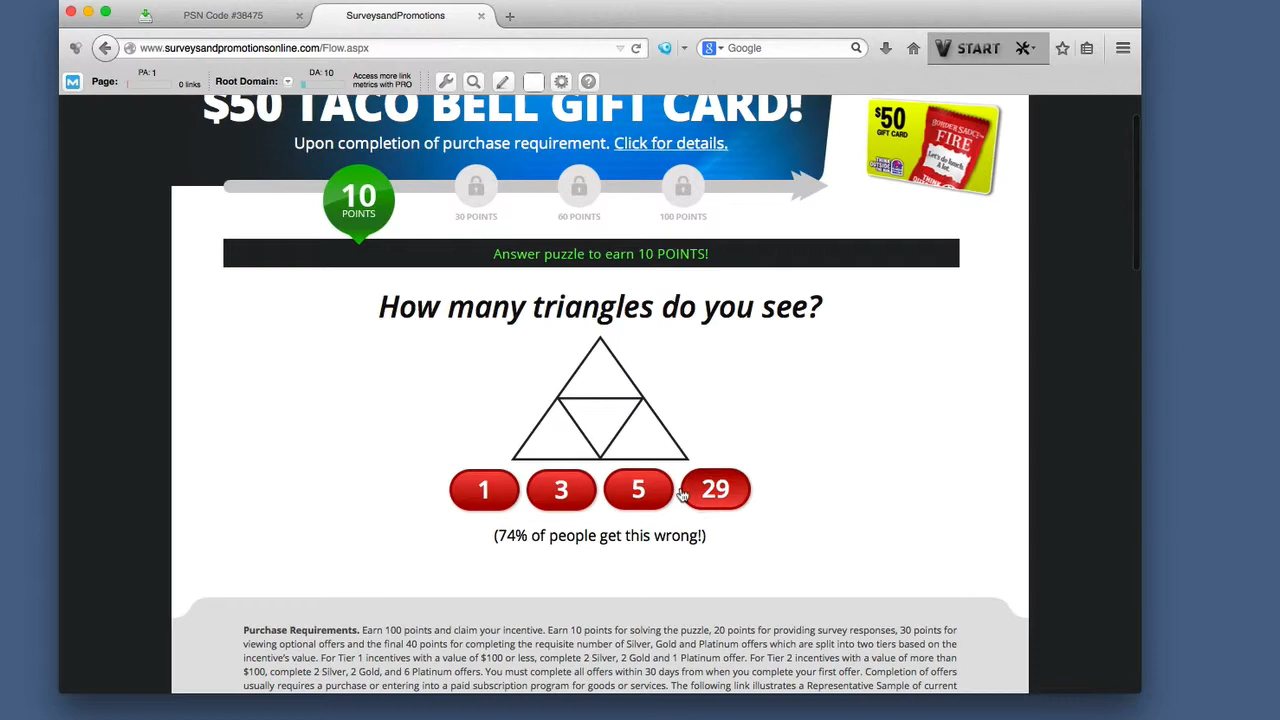 PSN Code #38475
SurveysandPromotions
www.surveysandpromotionsonline.com/Flow.aspx
Google
START
Page:
PA: 1
0 links
Root Domain:
DA: 10
Access more link
metrics with PRO
$50 TACO BELL GIFT CARD!
Upon completion of purchase requirement. Click for details.
$50
GIFT CARD
THINK
OUTSIDE
THE BUN
BORDER SAUCE
FIRE
Let's do lunch
A lot.
10
POINTS
30 POINTS
60 POINTS
100 POINTS
Answer puzzle to earn 10 POINTS!
How many triangles do you see?
1
3
5
29
(74% of people get this wrong!)
Purchase Requirements. Earn 100 points and claim your incentive. Earn 10 points for solving the puzzle, 20 points for providing survey responses, 30 points for
viewing optional offers and the final 40 points for completing the requisite number of Silver, Gold and Platinum offers which are split into two tiers based on the
incentive's value. For Tier 1 incentives with a value of $100 or less, complete 2 Silver, 2 Gold and 1 Platinum offer. For Tier 2 incentives with a value of more than
$100, complete 2 Silver, 2 Gold, and 6 Platinum offers. You must complete all offers within 30 days from when you complete your first offer. Completion of offers
usually requires a purchase or entering into a paid subscription program for goods or services. The following link illustrates a Representative Sample of current